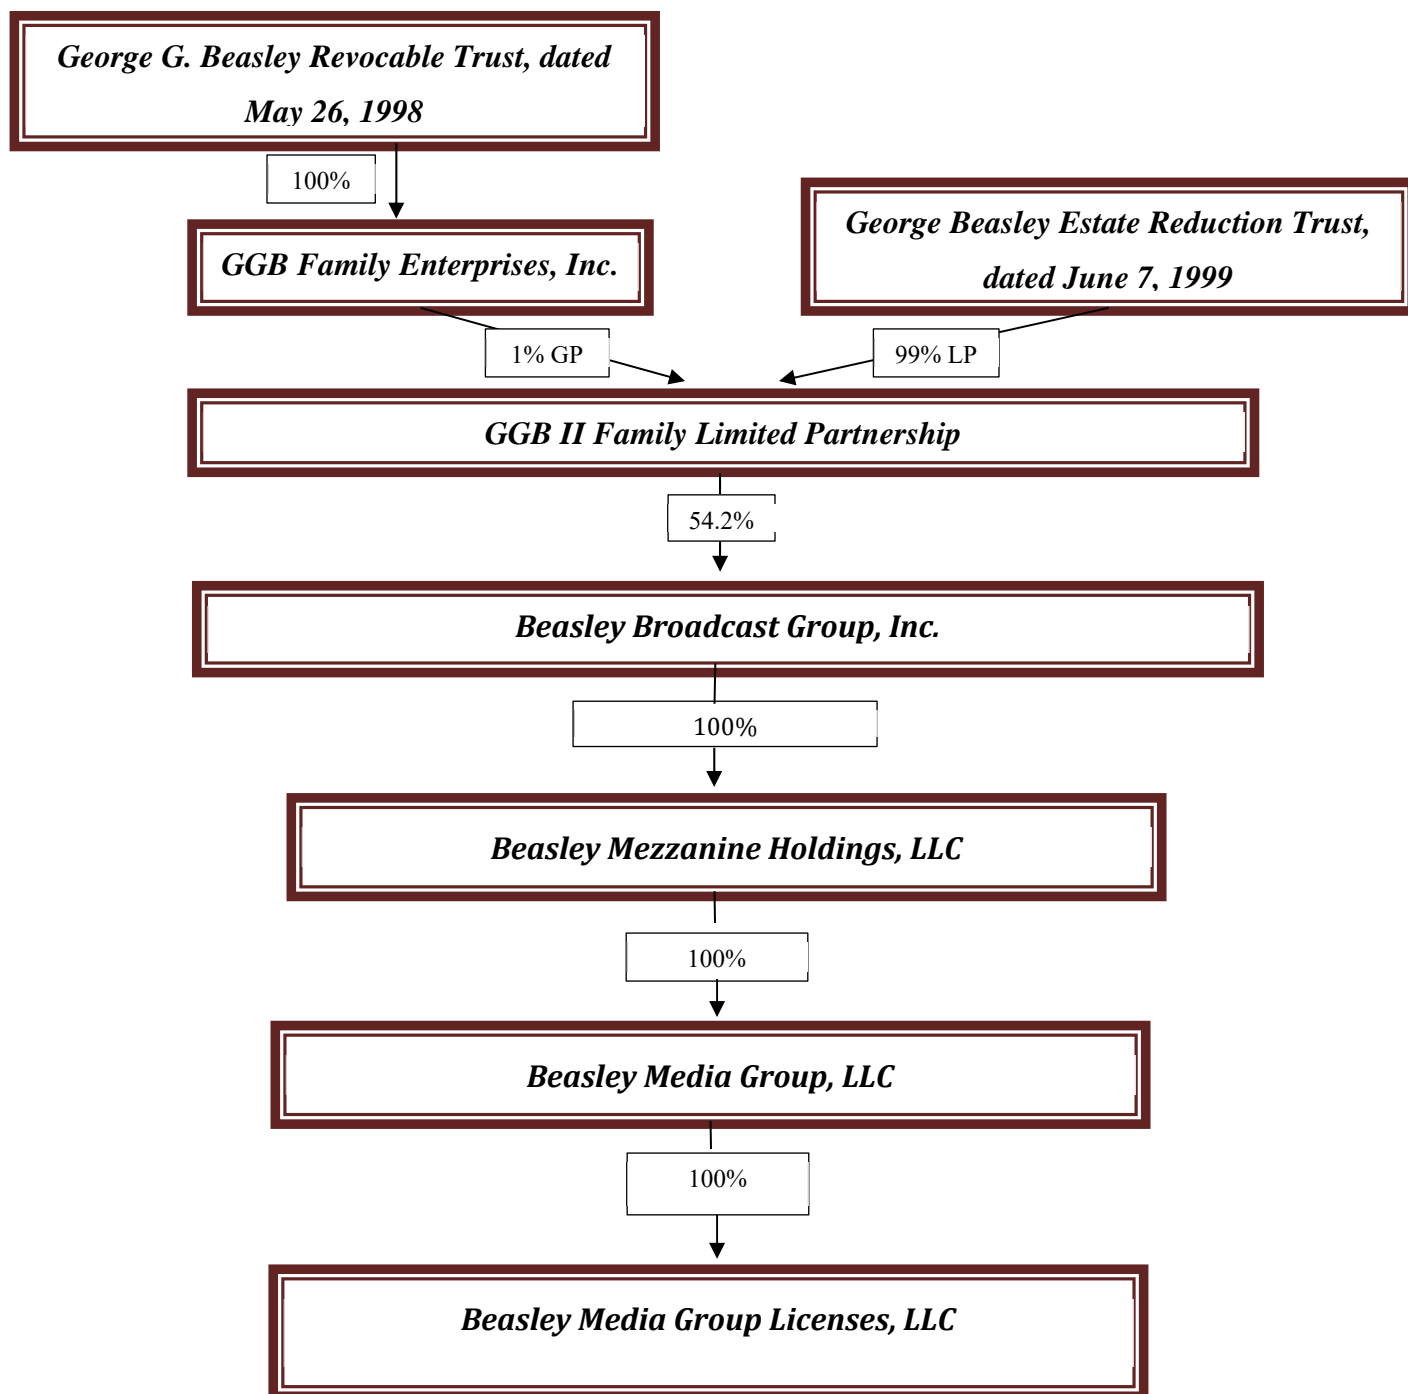 George G. Beasley Revocable Trust, dated
May 26, 1998
100%
George Beasley Estate Reduction Trust,
dated June 7, 1999
GGB Family Enterprises, Inc.
1% GP
99% LP
GGB II Family Limited Partnership
54.2%
Beasley Broadcast Group, Inc.
100%
Beasley Mezzanine Holdings, LLC
100%
Beasley Media Group, LLC
100%
Beasley Media Group Licenses, LLC